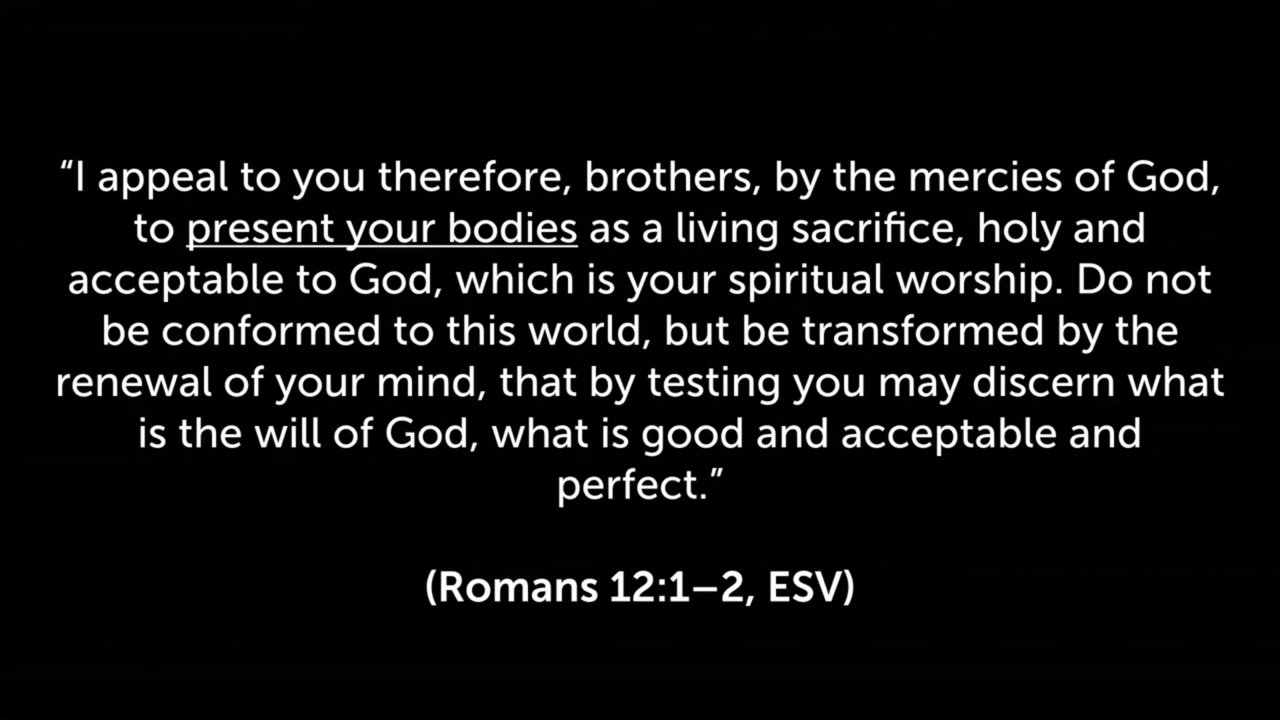 “I appeal to you therefore, brothers, by the mercies of God,
to present your bodies as a living sacrifice, holy and
acceptable to God, which is your spiritual worship. Do not
be conformed to this world, but be transformed by the
renewal of your mind, that by testing you may discern what
is the will of God, what is good and acceptable and
perfect.”
(Romans 12:1–2, ESV)